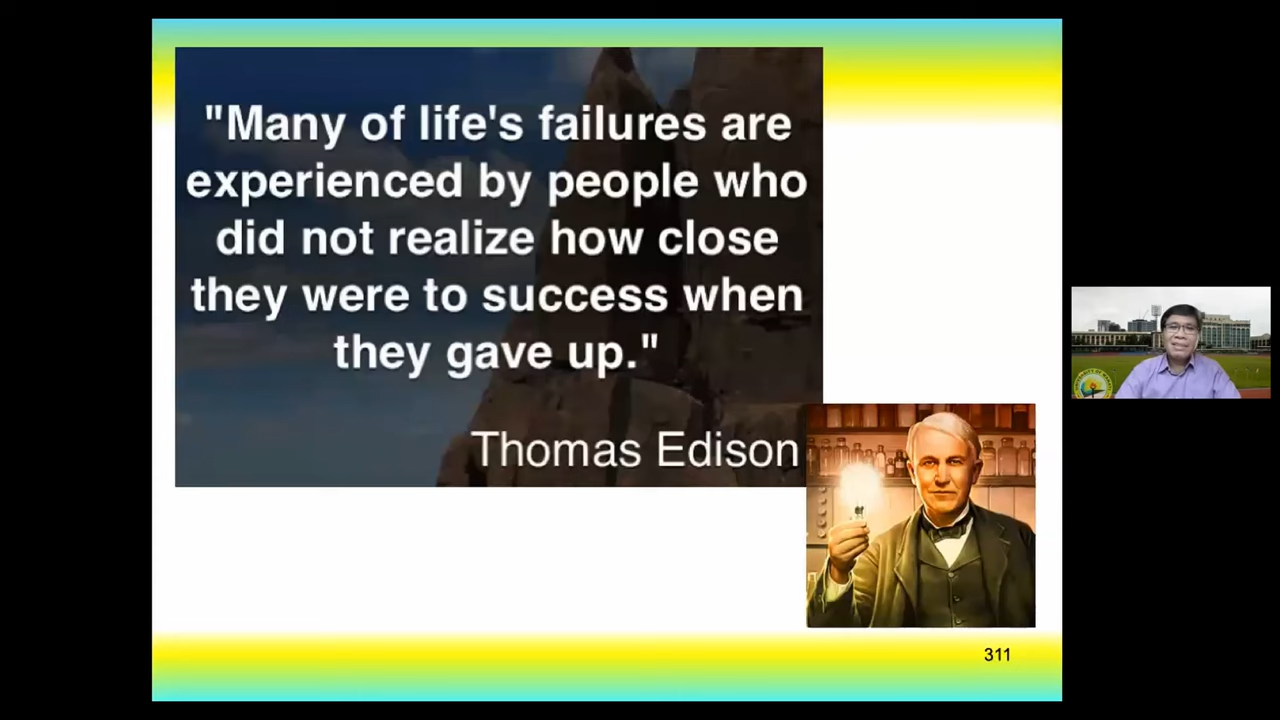 "Many of life's failures are
experienced by people who
did not realize how close
they were to success when
they gave up."
Thomas Edison
311